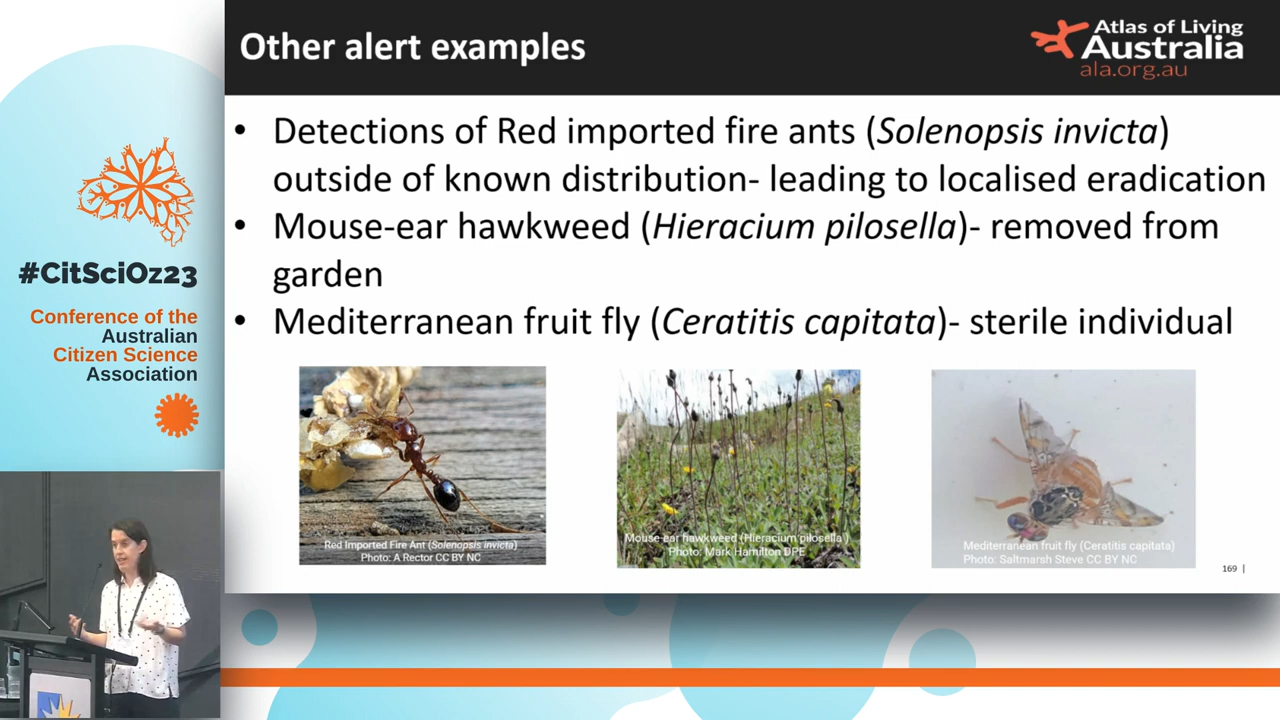 Other alert examples
Atlas of Living
Australia
ala.org.au
• Detections of Red imported fire ants (Solenopsis invicta)
outside of known distribution- leading to localised eradication
• Mouse-ear hawkweed (Hieracium pilosella)- removed from
garden
• Mediterranean fruit fly (Ceratitis capitata)- sterile individual
Red Imported Fire Ant (Solenopsis invicta)
Photo: A Rector CC BY NC
Mouse-ear hawkweed (Hieracium pilosella)
Photo: Mark Hamilton DPE
Mediterranean fruit fly (Ceratitis capitata)
Photo: Saltmarsh Steve CC BY NC
169 |
#CitSciOz23
Conference of the
Australian
Citizen Science
Association